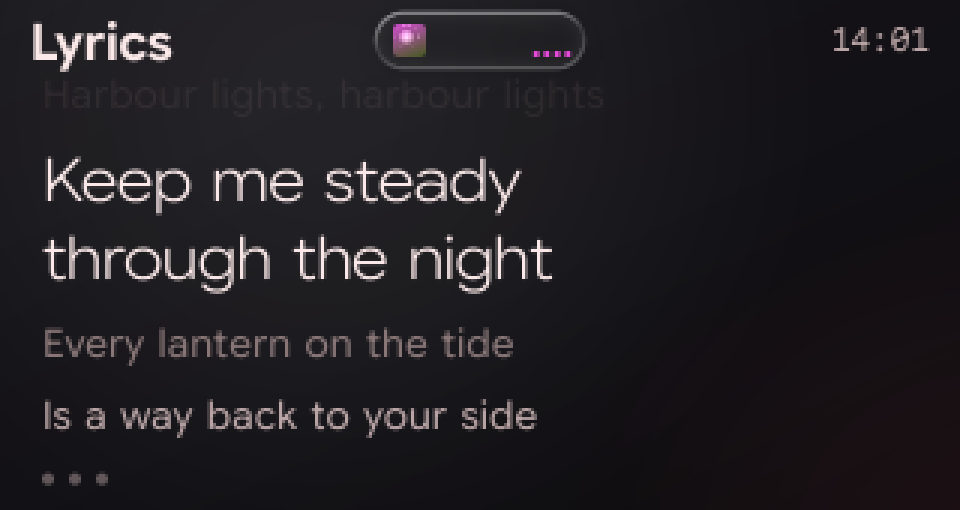 Lyrics
14:01
Harbour lights, harbour lights
Keep me steady
through the night
Every lantern on the tide
Is a way back to your side